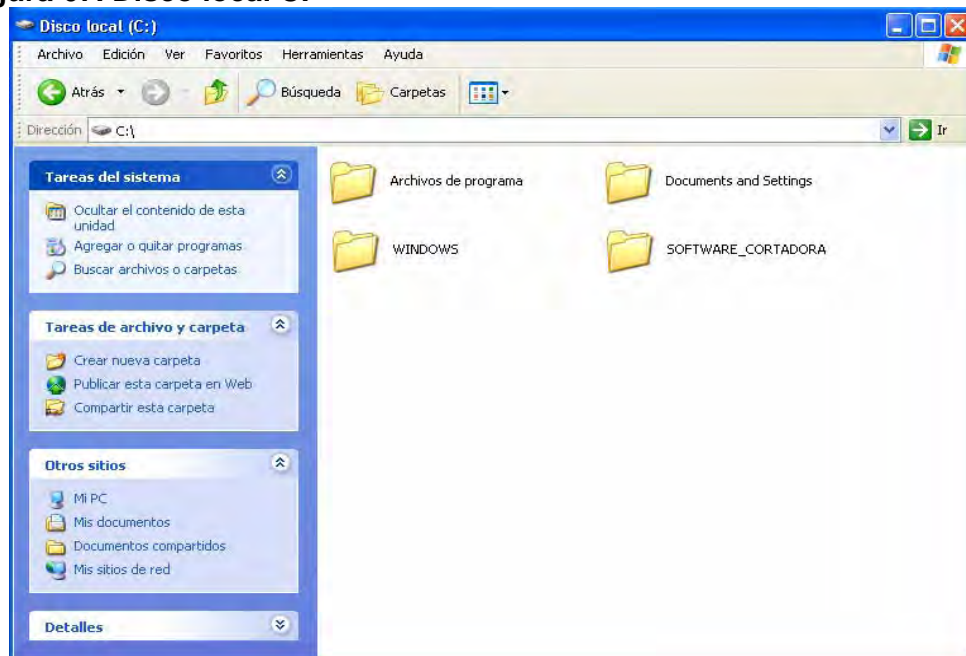 Disco local (C:)
Archivo Edición Ver Favoritos Herramientas Ayuda
Atrás Búsqueda Carpetas
Dirección C:\ Ir
Tareas del sistema
Ocultar el contenido de esta
unidad
Agregar o quitar programas
Buscar archivos o carpetas
Tareas de archivo y carpeta
Crear nueva carpeta
Publicar esta carpeta en Web
Compartir esta carpeta
Otros sitios
Mi PC
Mis documentos
Documentos compartidos
Mis sitios de red
Detalles
Archivos de programa Documents and Settings
WINDOWS SOFTWARE_CORTADORA